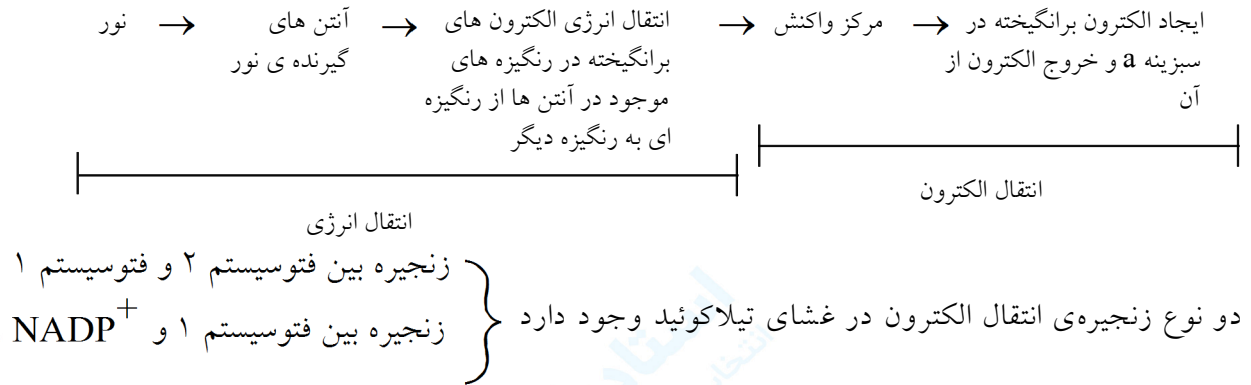 نور → آنتن های → انتقال انرژی الکترون های → مرکز واکنش → ایجاد الکترون برانگیخته در
گیرنده ی نور برانگیخته در رنگیزه های سبزینه a و خروج الکترون از
موجود در آنتن ها از رنگیزه آن
ای به رنگیزه دیگر
انتقال الکترون
انتقال انرژی
زنجیره بین فتوسیستم ۲ و فتوسیستم ۱
دو نوع زنجیره‌ی انتقال الکترون در غشای تیلاکوئید وجود دارد
زنجیره بین فتوسیستم ۱ و NADP⁺